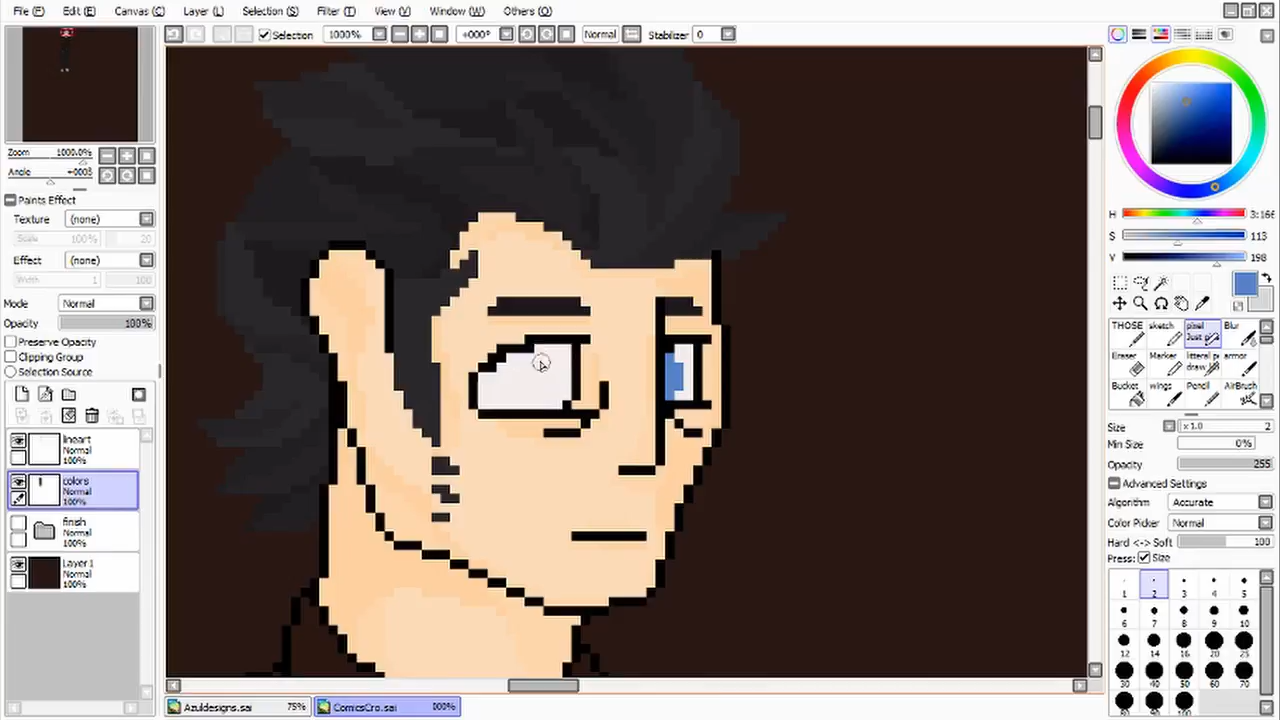 File (F) Edit (E) Canvas (C) Layer (L) Selection (S) Filter (T) View (V) Window (W) Others (O)
Selection 1000% +000° Normal Stabilizer 0
Zoom 1000.0%
Angle
Paints Effect
Texture (none)
Scale 100% 20
Effect (none)
Width 1 100
Mode Normal
Opacity 100%
Preserve Opacity
Clipping Group
Selection Source
lineart
Normal
100%
colors
Normal
100%
finish
Normal
100%
Layer 1
Normal
100%
H 3:166
S 113
V 198
THOSE sketch pixel Blur
Eraser Marker armor
Bucket wings Pencil AirBrush
Size x 1.0 2
Min Size 0%
Opacity 255
Advanced Settings
Algorithm Accurate
Color Picker Normal
Hard <-> Soft 100
Press: Size
1 2 3 4 5
6 7 8 9 10
12 14 16 20 25
30 40 50 60 70
Azuldesigns.sai 75% ComicsCro.sai 000%